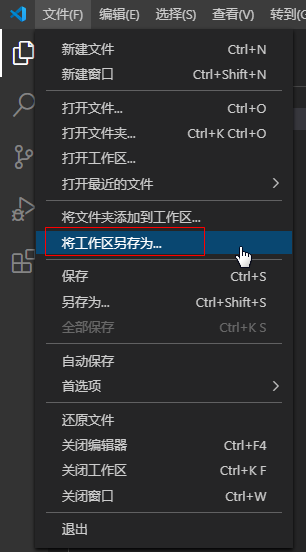 文件(F) 编辑(E) 选择(S) 查看(V) 转到(G
新建文件 Ctrl+N
新建窗口 Ctrl+Shift+N
打开文件... Ctrl+O
打开文件夹... Ctrl+K Ctrl+O
打开工作区...
打开最近的文件
将文件夹添加到工作区...
将工作区另存为...
保存 Ctrl+S
另存为... Ctrl+Shift+S
全部保存 Ctrl+K S
自动保存
首选项
还原文件
关闭编辑器 Ctrl+F4
关闭工作区 Ctrl+K F
关闭窗口 Ctrl+W
退出